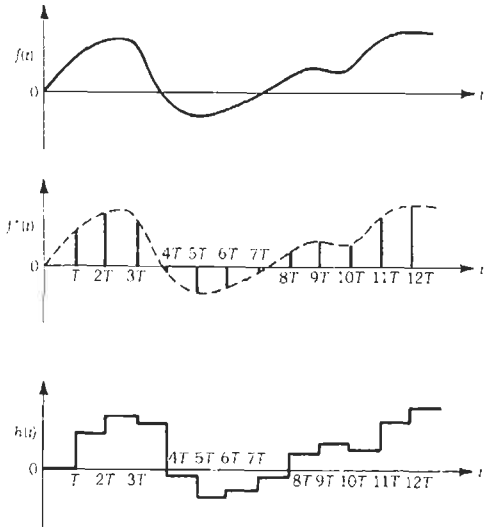 f(t)
0
t
f*(t)
4T 5T 6T 7T
0
t
T 2T 3T
8T 9T 10T 11T 12T
h(t)
4T 5T 6T 7T
0
t
T 2T 3T
8T 9T 10T 11T 12T